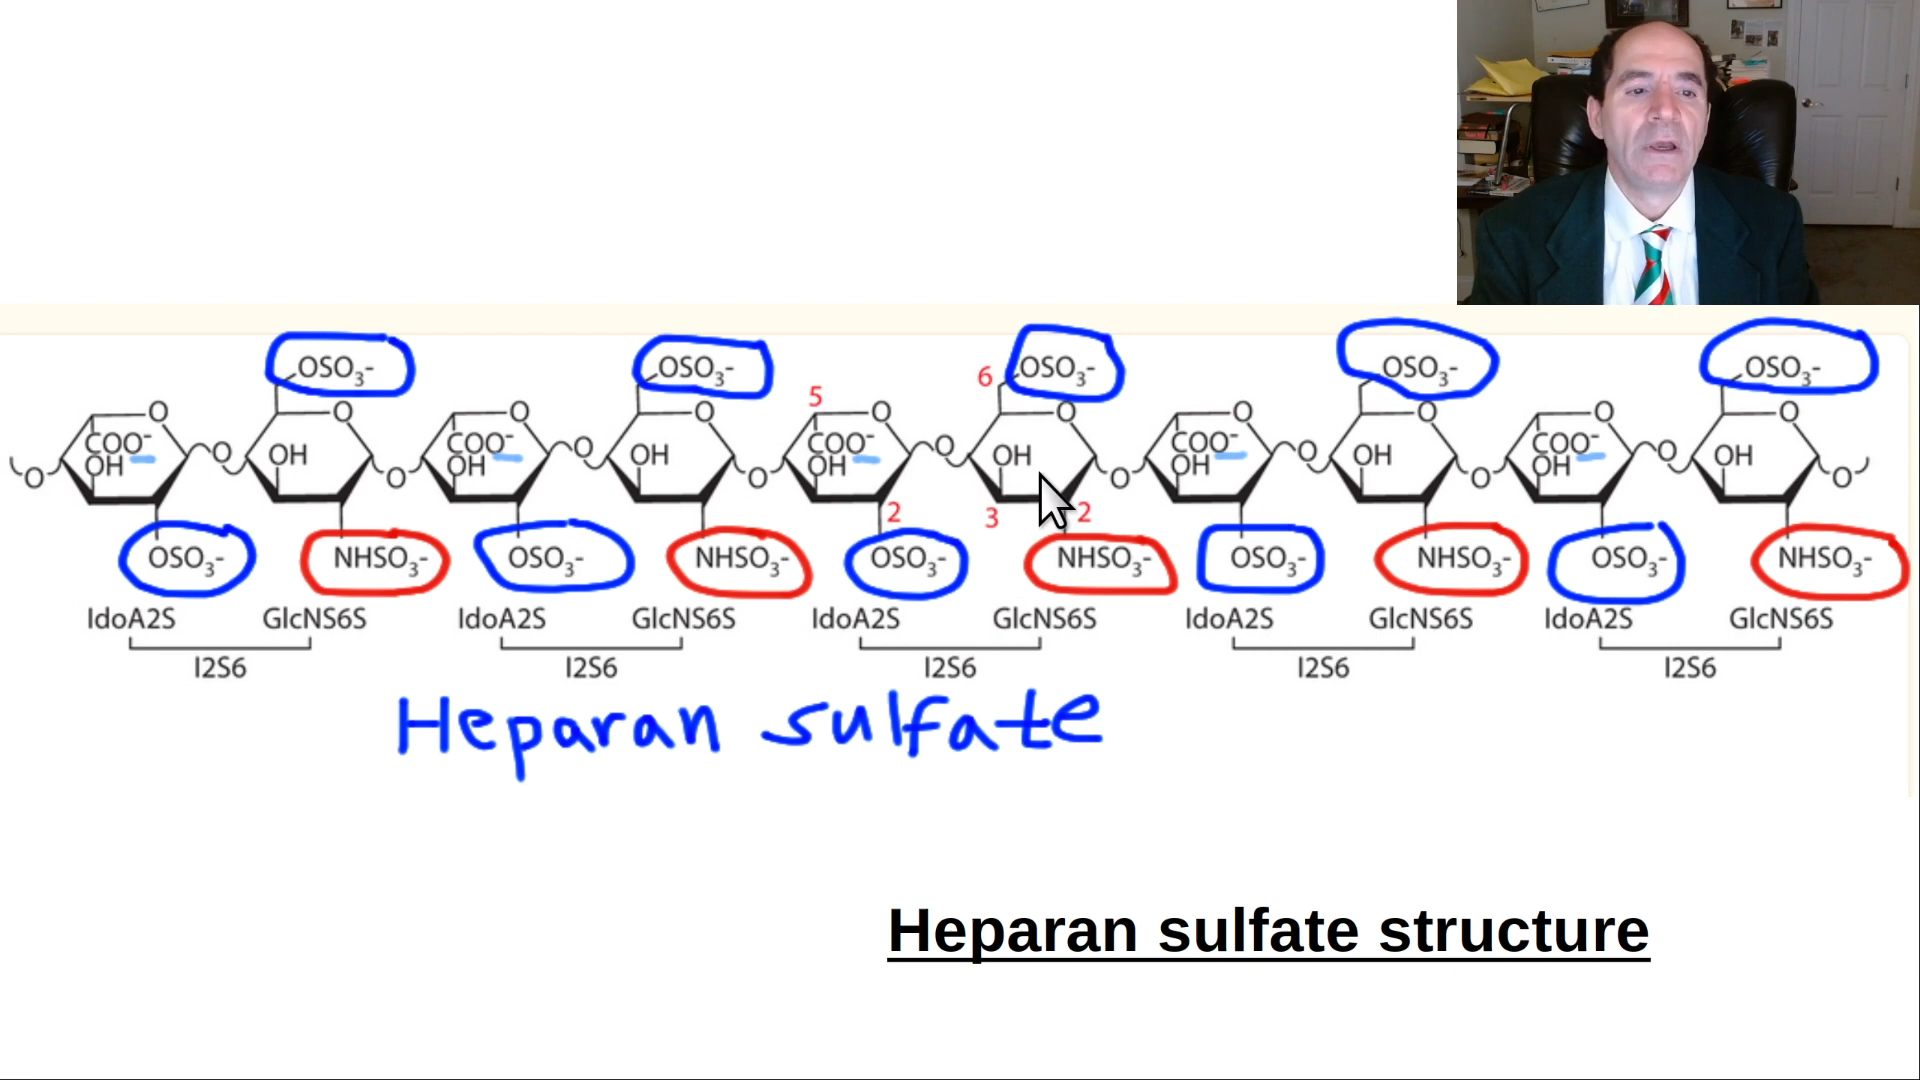 OSO₃- OSO₃- 6 OSO₃- OSO₃- OSO₃-
5
O O O O O O O O O O
COO⁻ COO⁻ COO⁻ COO⁻ COO⁻
O O O O O
OH OH OH OH OH
OH OH OH OH OH
O O O O O O
2 3 2
OSO₃- NHSO₃- OSO₃- NHSO₃- OSO₃- NHSO₃- OSO₃- NHSO₃- OSO₃- NHSO₃-
IdoA2S GlcNS6S IdoA2S GlcNS6S IdoA2S GlcNS6S IdoA2S GlcNS6S IdoA2S GlcNS6S
I2S6 I2S6 I2S6 I2S6 I2S6
Heparan sulfate
Heparan sulfate structure